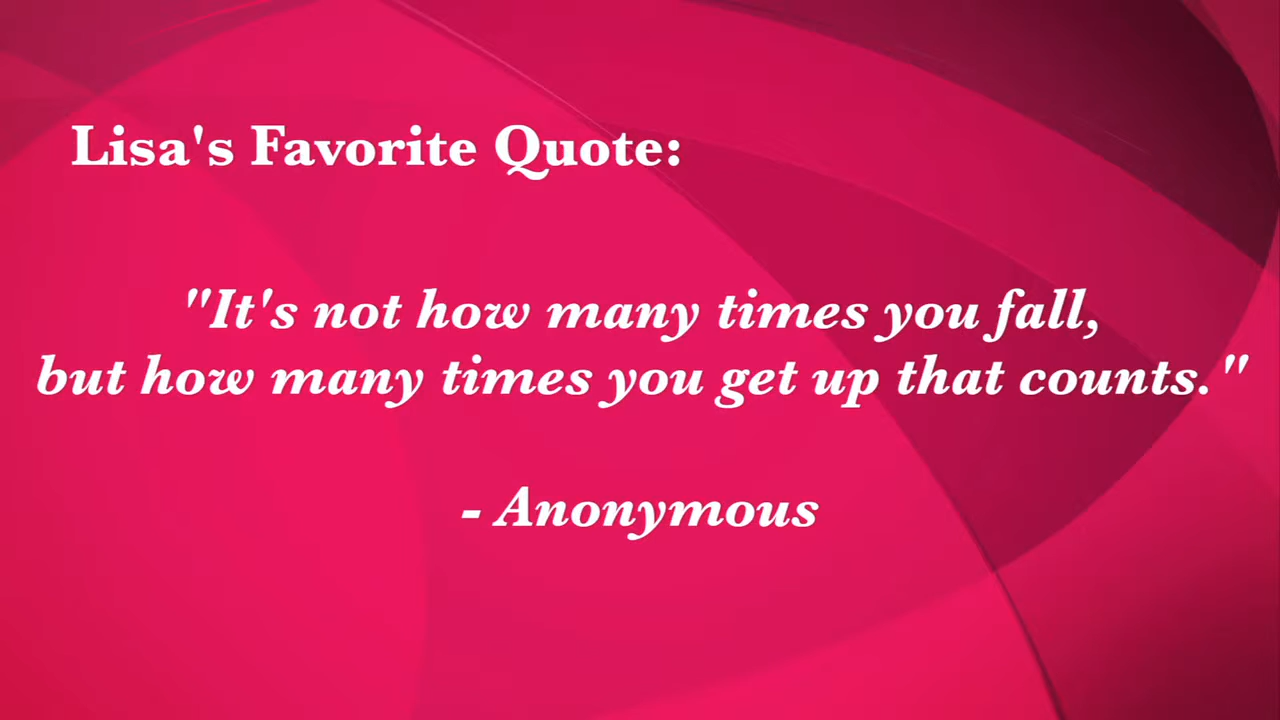 Lisa's Favorite Quote:
"It's not how many times you fall,
but how many times you get up that counts."
- Anonymous